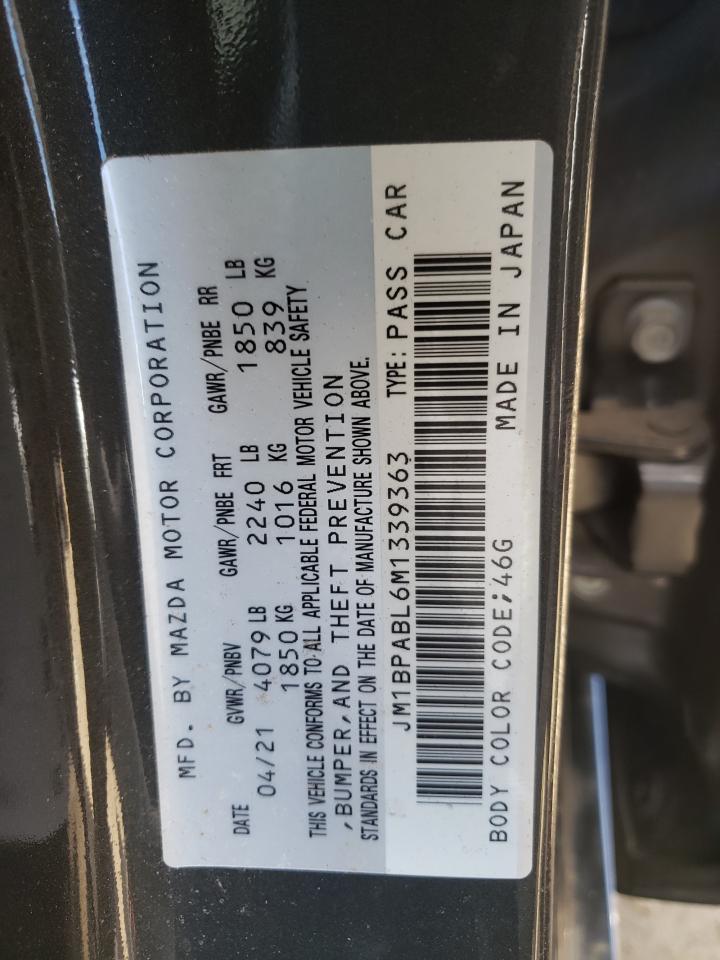 MFD. BY MAZDA MOTOR CORPORATION
DATE GVWR/PNBV GAWR/PNBE FRT GAWR/PNBE RR
04/21 4079 LB 2240 LB 1850 LB
1850 KG 1016 KG 839 KG
THIS VEHICLE CONFORMS TO ALL APPLICABLE FEDERAL MOTOR VEHICLE SAFETY
,BUMPER, AND THEFT PREVENTION
STANDARDS IN EFFECT ON THE DATE OF MANUFACTURE SHOWN ABOVE.
JM1BPABL6M1339363 TYPE: PASS CAR
BODY COLOR CODE;46G MADE IN JAPAN